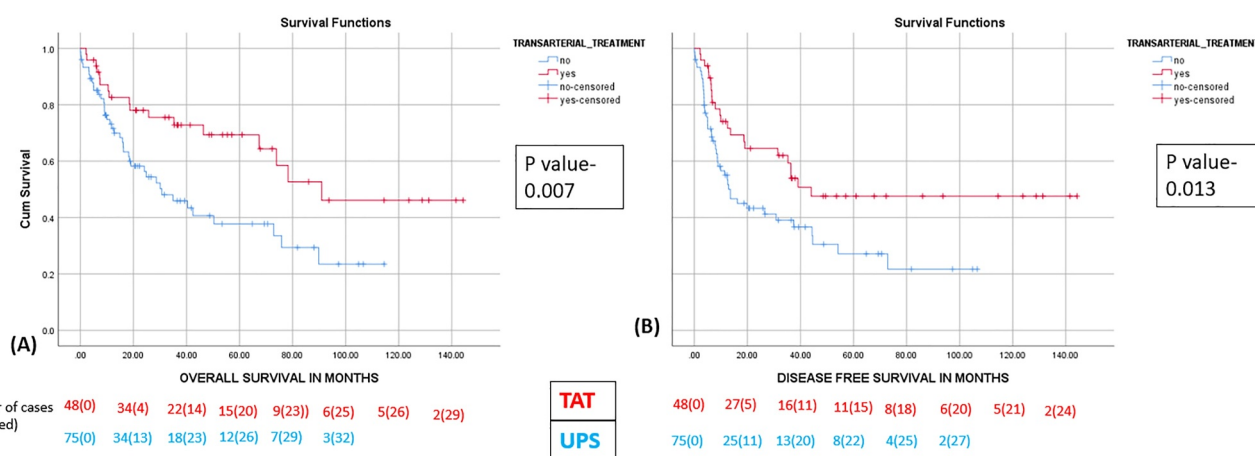 Survival Functions
TRANSARTERIAL_TREATMENT
no
yes
no-censored
yes-censored
P value-
0.007
Cum Survival
1.0
0.8
0.6
0.4
0.2
0.0
.00 20.00 40.00 60.00 80.00 100.00 120.00 140.00
OVERALL SURVIVAL IN MONTHS
(A)
Survival Functions
TRANSARTERIAL_TREATMENT
no
yes
no-censored
yes-censored
P value-
0.013
(B)
.00 20.00 40.00 60.00 80.00 100.00 120.00 140.00
DISEASE FREE SURVIVAL IN MONTHS
r of cases
ed)
48(0) 34(4) 22(14) 15(20) 9(23)) 6(25) 5(26) 2(29)
75(0) 34(13) 18(23) 12(26) 7(29) 3(32)
TAT
UPS
48(0) 27(5) 16(11) 11(15) 8(18) 6(20) 5(21) 2(24)
75(0) 25(11) 13(20) 8(22) 4(25) 2(27)